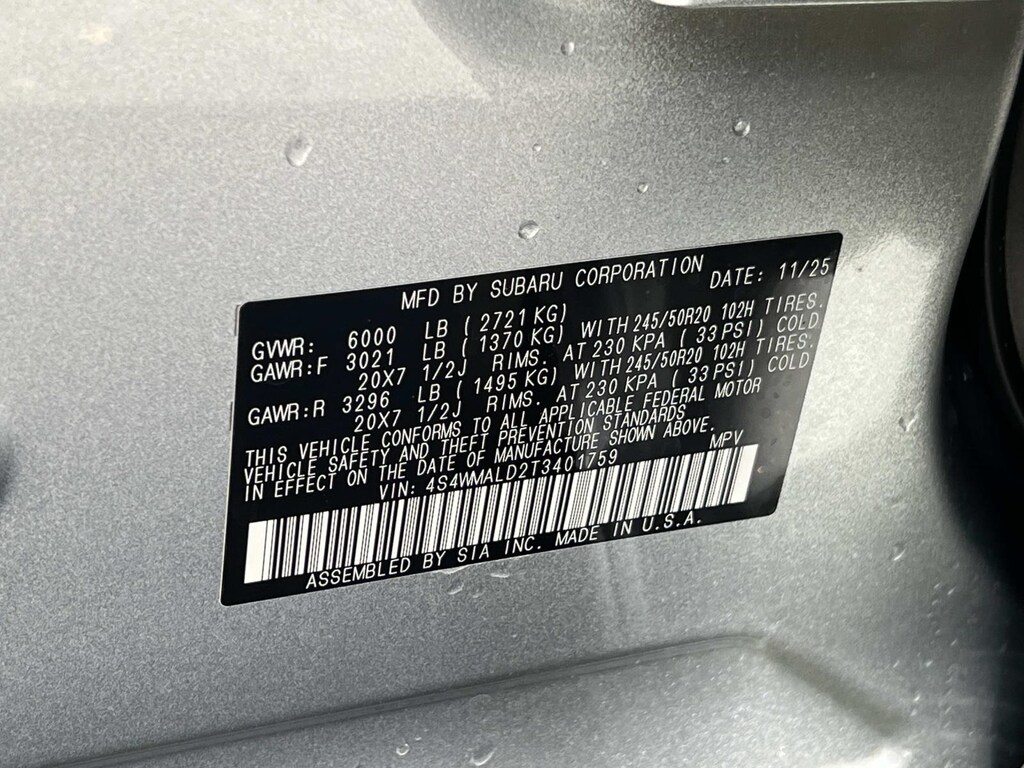 MFD BY SUBARU CORPORATION DATE: 11/25
GVWR: 6000 LB ( 2721 KG)
GAWR:F 3021 LB ( 1370 KG) WITH 245/50R20 102H TIRES.
20X7 1/2J RIMS. AT 230 KPA ( 33 PSI) COLD
GAWR:R 3296 LB ( 1495 KG) WITH 245/50R20 102H TIRES.
20X7 1/2J RIMS. AT 230 KPA ( 33 PSI) COLD
THIS VEHICLE CONFORMS TO ALL APPLICABLE FEDERAL MOTOR
VEHICLE SAFETY AND THEFT PREVENTION STANDARDS
IN EFFECT ON THE DATE OF MANUFACTURE SHOWN ABOVE.
VIN: 4S4WMALD2T3401759 MPV
ASSEMBLED BY SIA INC. MADE IN U.S.A.